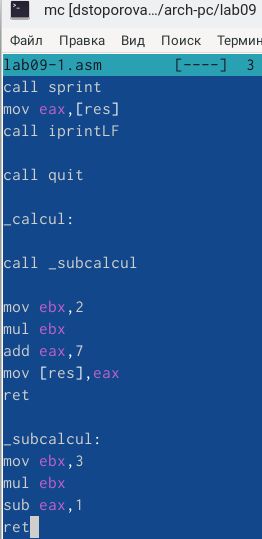 mc [dstoporova.../arch-pc/lab09
Файл Правка Вид Поиск Термин
lab09-1.asm [----] 3
call sprint
mov eax,[res]
call iprintLF
call quit
_calcul:
call _subcalcul
mov ebx,2
mul ebx
add eax,7
mov [res],eax
ret
_subcalcul:
mov ebx,3
mul ebx
sub eax,1
ret